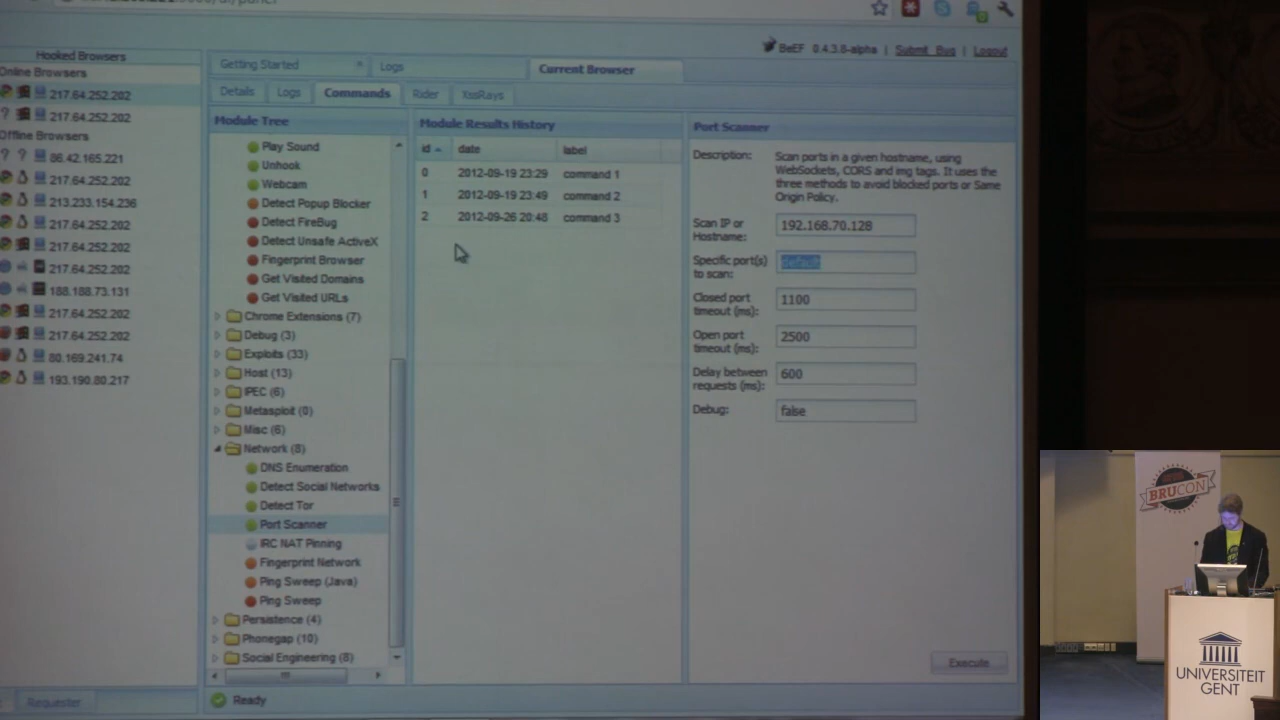 BeEF 0.4.3.8-alpha | Submit Bug | Logout
Hooked Browsers
Online Browsers
217.64.252.202
217.64.252.202
Offline Browsers
86.42.165.221
217.64.252.202
213.233.154.236
217.64.252.202
217.64.252.202
217.64.252.202
188.188.73.131
217.64.252.202
217.64.252.202
80.169.241.74
193.190.80.217
Requester
Getting Started
Logs
Current Browser
Details
Logs
Commands
Rider
XssRays
Module Tree
Play Sound
Unhook
Webcam
Detect Popup Blocker
Detect FireBug
Detect Unsafe ActiveX
Fingerprint Browser
Get Visited Domains
Get Visited URLs
Chrome Extensions (7)
Debug (3)
Exploits (33)
Host (13)
IPEC (6)
Metasploit (0)
Misc (6)
Network (8)
DNS Enumeration
Detect Social Networks
Detect Tor
Port Scanner
IRC NAT Pinning
Fingerprint Network
Ping Sweep (Java)
Ping Sweep
Persistence (4)
Phonegap (10)
Social Engineering (8)
Ready
Module Results History
id date label
0 2012-09-19 23:29 command 1
1 2012-09-19 23:49 command 2
2 2012-09-26 20:48 command 3
Port Scanner
Description: Scan ports in a given hostname, using
WebSockets, CORS and img tags. It uses the
three methods to avoid blocked ports or Same
Origin Policy.
Scan IP or
Hostname: 192.168.70.128
Specific port(s)
to scan: default
Closed port
timeout (ms): 1100
Open port
timeout (ms): 2500
Delay between
requests (ms): 600
Debug: false
Execute
BRUCON
UNIVERSITEIT
GENT